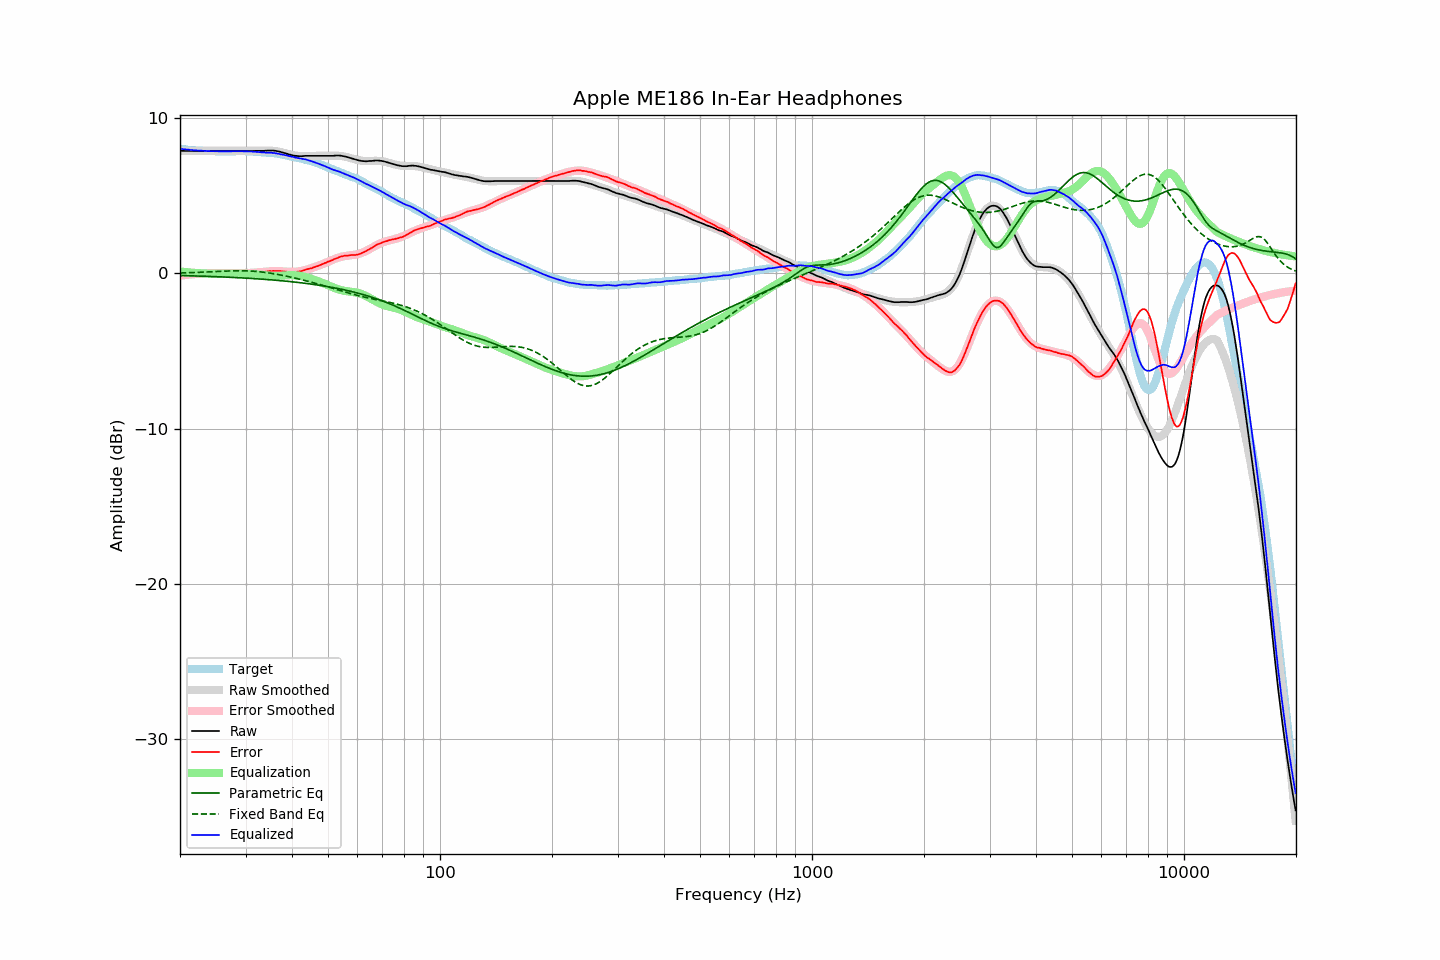 Apple ME186 In-Ear Headphones
10
0
−10
−20
−30
Amplitude (dBr)
Target
Raw Smoothed
Error Smoothed
Raw
Error
Equalization
Parametric Eq
Fixed Band Eq
Equalized
100
1000
10000
Frequency (Hz)